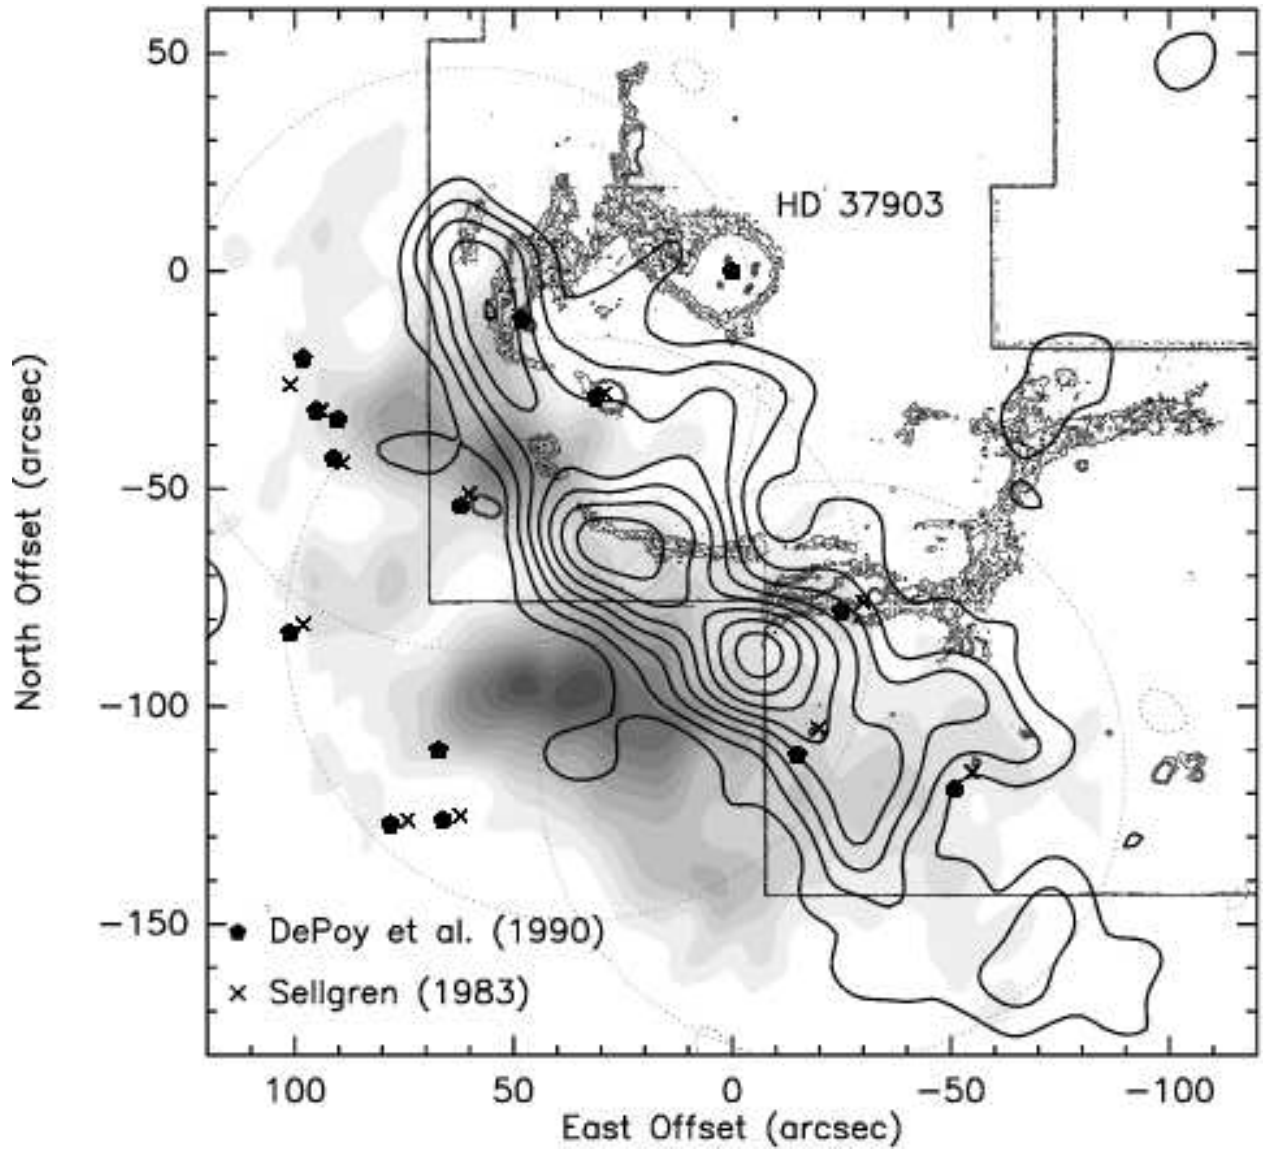 50
HD 37903
0
North Offset (arcsec)
−50
−100
−150
DePoy et al. (1990)
Sellgren (1983)
100 50 0 −50 −100
East Offset (arcsec)